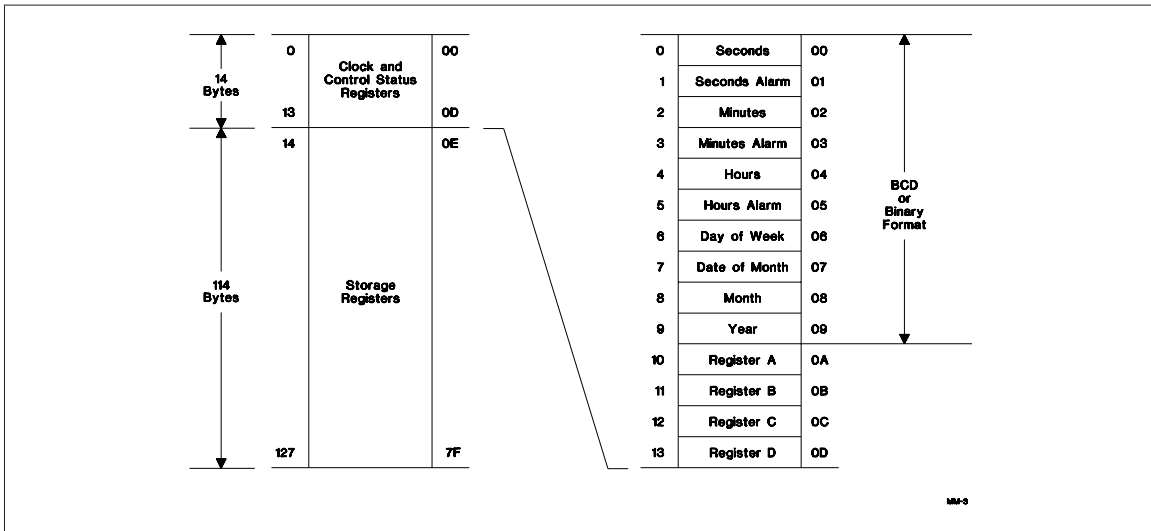 14
Bytes
114
Bytes
0 00
Clock and
Control Status
Registers
13 0D
14 0E
Storage
Registers
127 7F
0 Seconds 00
1 Seconds Alarm 01
2 Minutes 02
3 Minutes Alarm 03
4 Hours 04
5 Hours Alarm 05
6 Day of Week 06
7 Date of Month 07
8 Month 08
9 Year 09
10 Register A 0A
11 Register B 0B
12 Register C 0C
13 Register D 0D
BCD
or
Binary
Format
MM-3